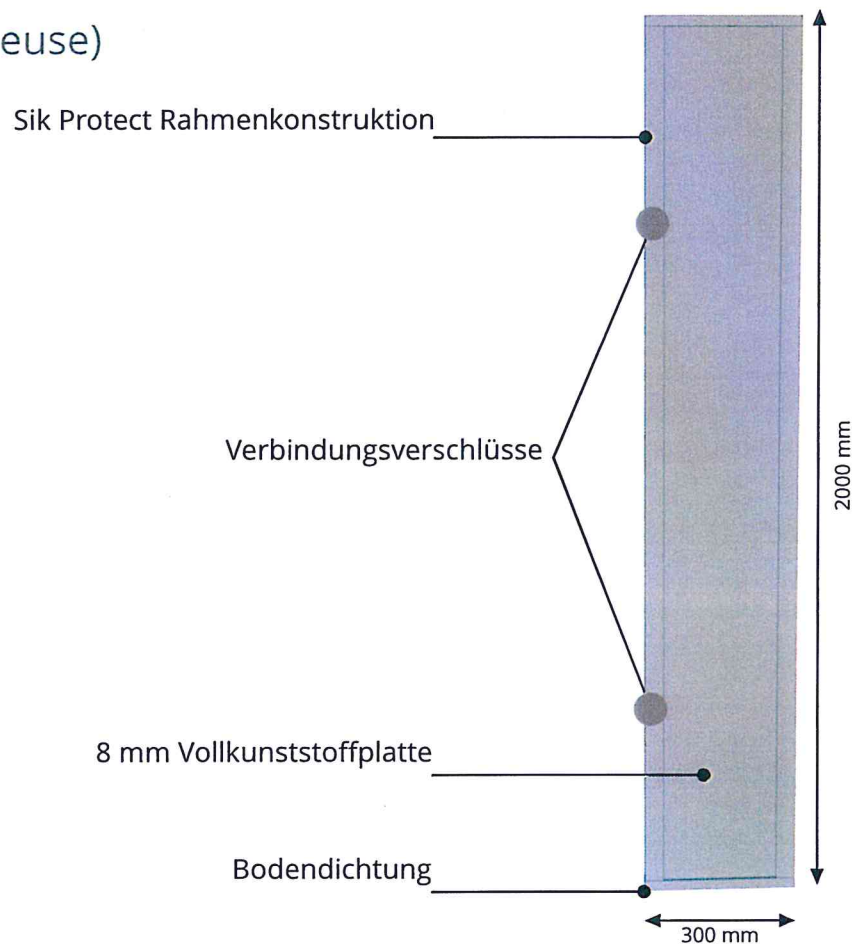 euse)
Sik Protect Rahmenkonstruktion
Verbindungsverschlüsse
2000 mm
8 mm Vollkunststoffplatte
Bodendichtung
300 mm